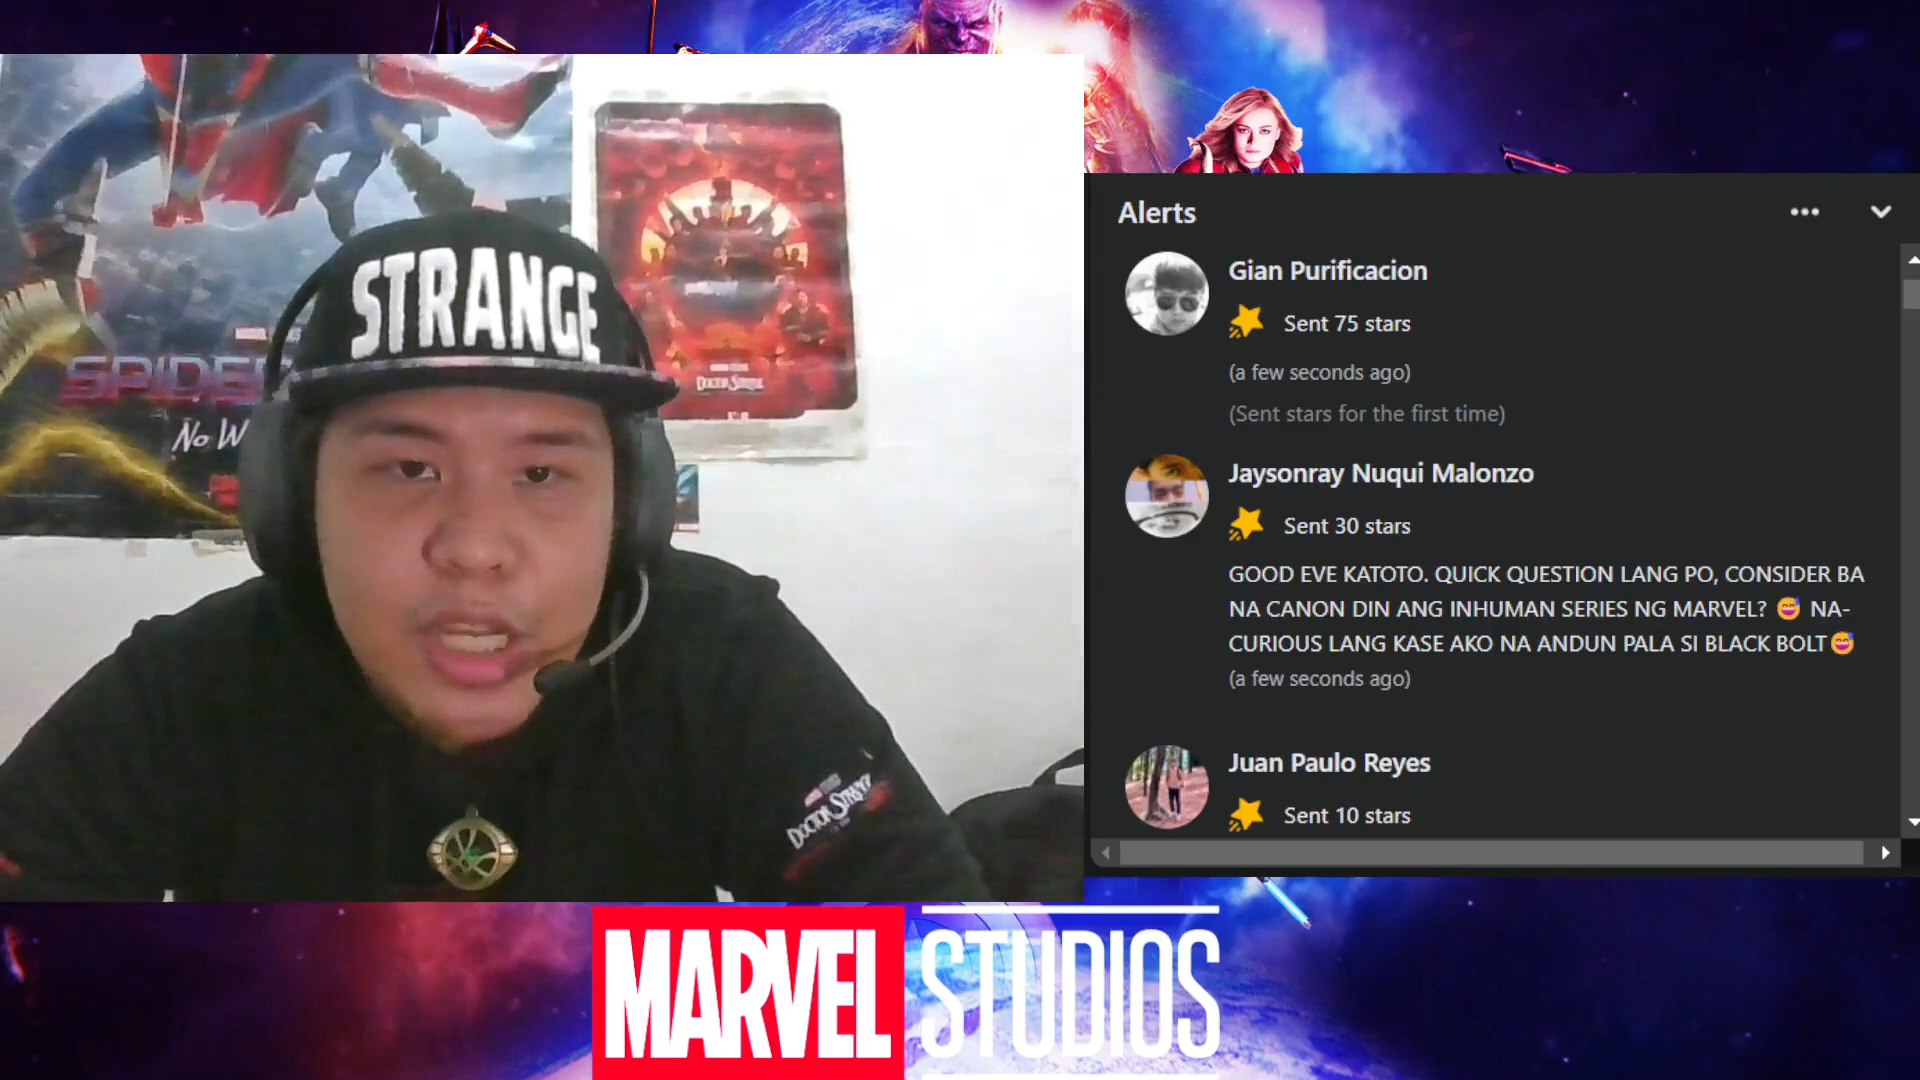 SPIDER
No W
DOCTOR STRANGE
STRANGE
DOCTOR STRANGE
Alerts
Gian Purificacion
Sent 75 stars
(a few seconds ago)
(Sent stars for the first time)
Jaysonray Nuqui Malonzo
Sent 30 stars
GOOD EVE KATOTO. QUICK QUESTION LANG PO, CONSIDER BA
NA CANON DIN ANG INHUMAN SERIES NG MARVEL? 😅 NA-
CURIOUS LANG KASE AKO NA ANDUN PALA SI BLACK BOLT😅
(a few seconds ago)
Juan Paulo Reyes
Sent 10 stars
MARVEL STUDIOS